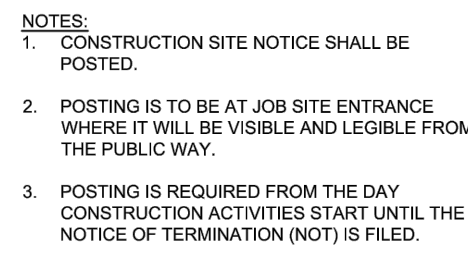 NOTES:
1. CONSTRUCTION SITE NOTICE SHALL BE
POSTED.
2. POSTING IS TO BE AT JOB SITE ENTRANCE
WHERE IT WILL BE VISIBLE AND LEGIBLE FROM
THE PUBLIC WAY.
3. POSTING IS REQUIRED FROM THE DAY
CONSTRUCTION ACTIVITIES START UNTIL THE
NOTICE OF TERMINATION (NOT) IS FILED.